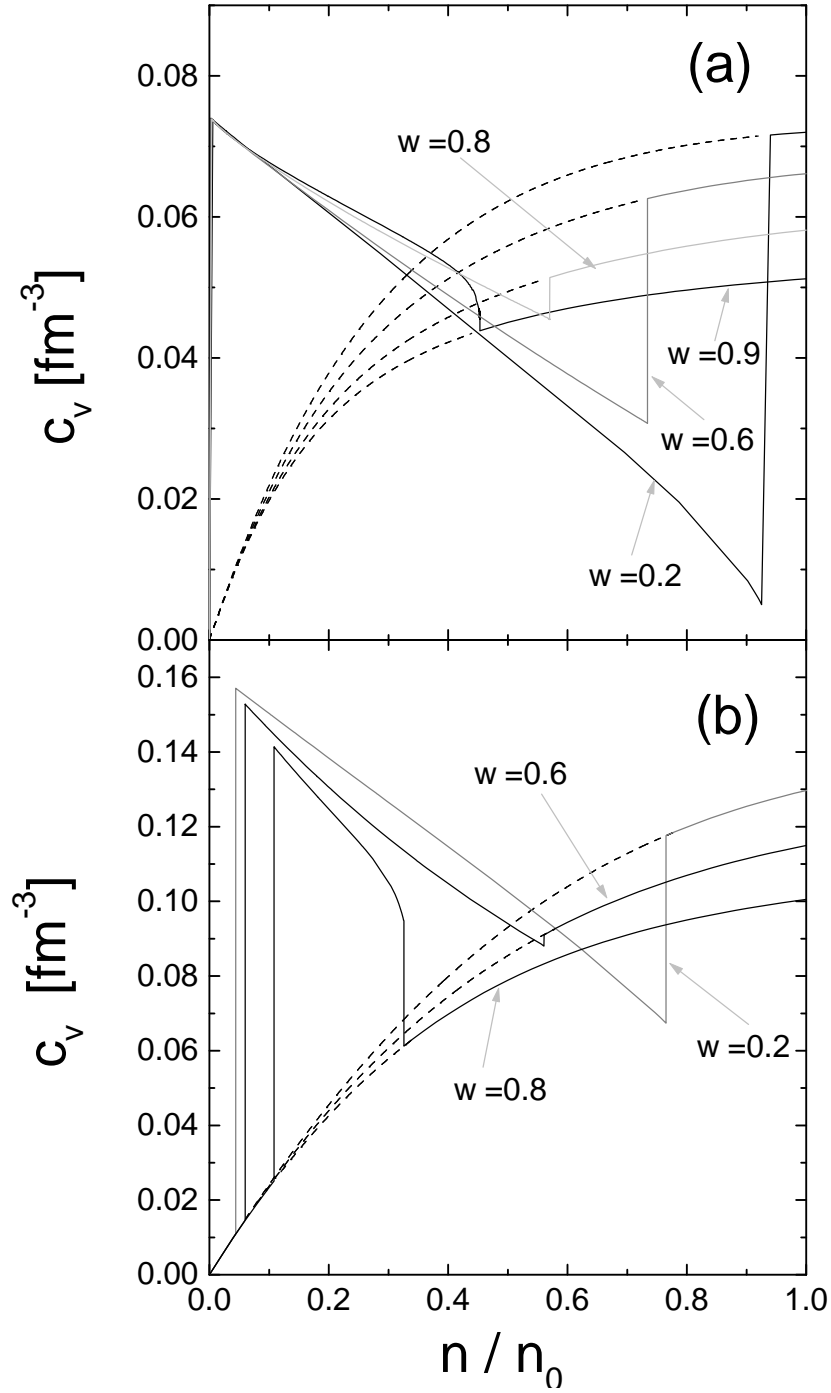 (a)
0.08
w =0.8
0.06
c_v [fm^-3]
0.04
w =0.9
w =0.6
0.02
w =0.2
0.00
0.16
(b)
0.14
w =0.6
0.12
0.10
c_v [fm^-3]
0.08
0.06
w =0.2
w =0.8
0.04
0.02
0.00
0.0 0.2 0.4 0.6 0.8 1.0
n / n_0